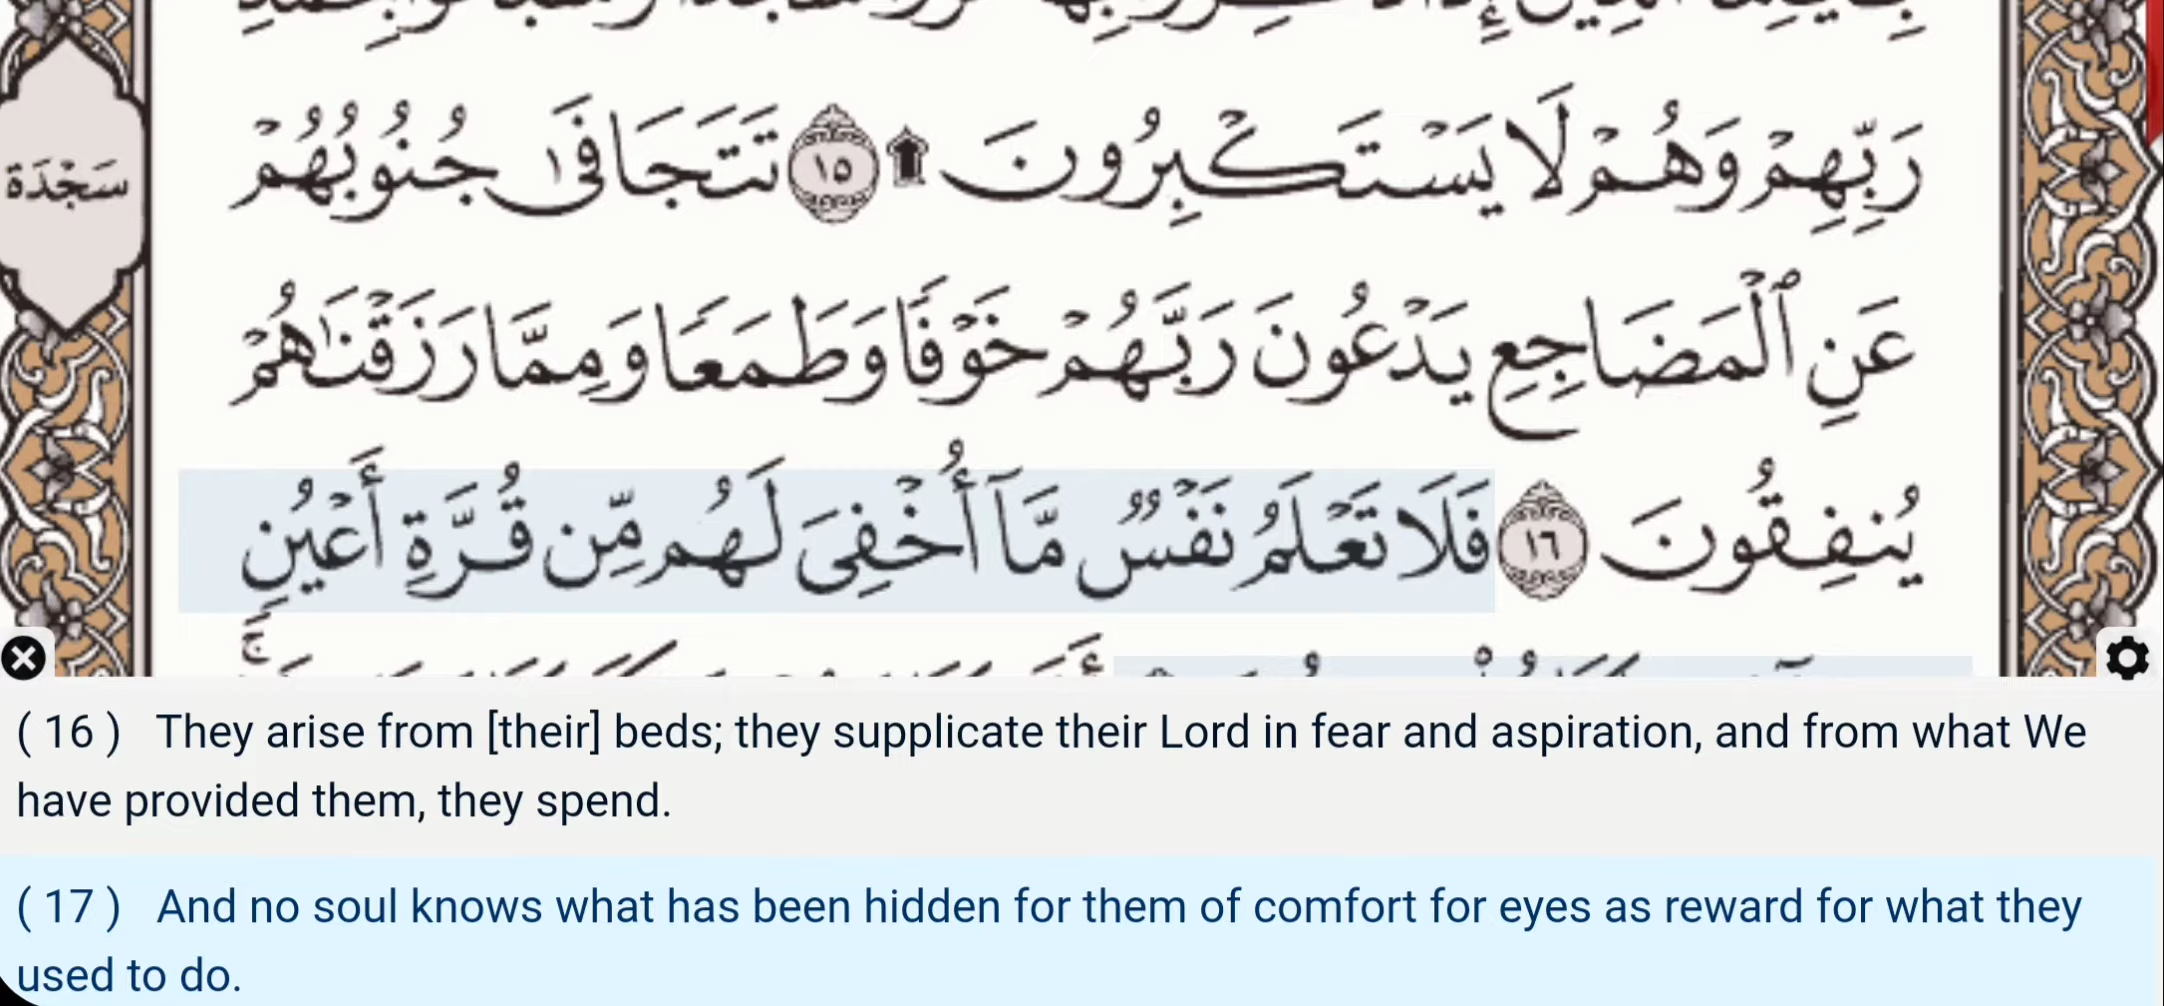 رَبِّهِمْ وَهُمْ لَا يَسْتَكْبِرُونَ ۩ ١٥ تَتَجَافَىٰ جُنُوبُهُمْ
سَجْدَة
عَنِ ٱلْمَضَاجِعِ يَدْعُونَ رَبَّهُمْ خَوْفًا وَطَمَعًا وَمِمَّا رَزَقْنَٰهُمْ
يُنفِقُونَ ١٦ فَلَا تَعْلَمُ نَفْسٌ مَّآ أُخْفِىَ لَهُم مِّن قُرَّةِ أَعْيُنٍ
( 16 ) They arise from [their] beds; they supplicate their Lord in fear and aspiration, and from what We
have provided them, they spend.
( 17 ) And no soul knows what has been hidden for them of comfort for eyes as reward for what they
used to do.